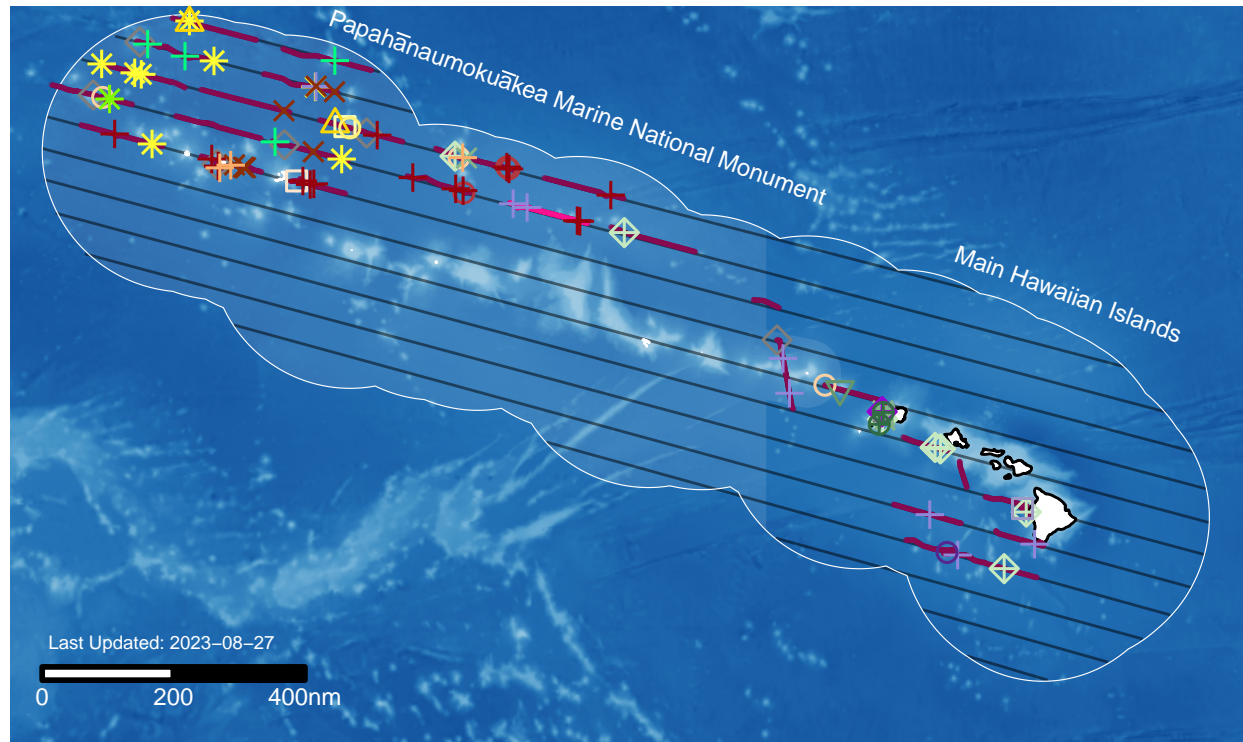 Papahānaumokuākea Marine National Monument
Main Hawaiian Islands
Last Updated: 2023−08−27
0 200 400nm